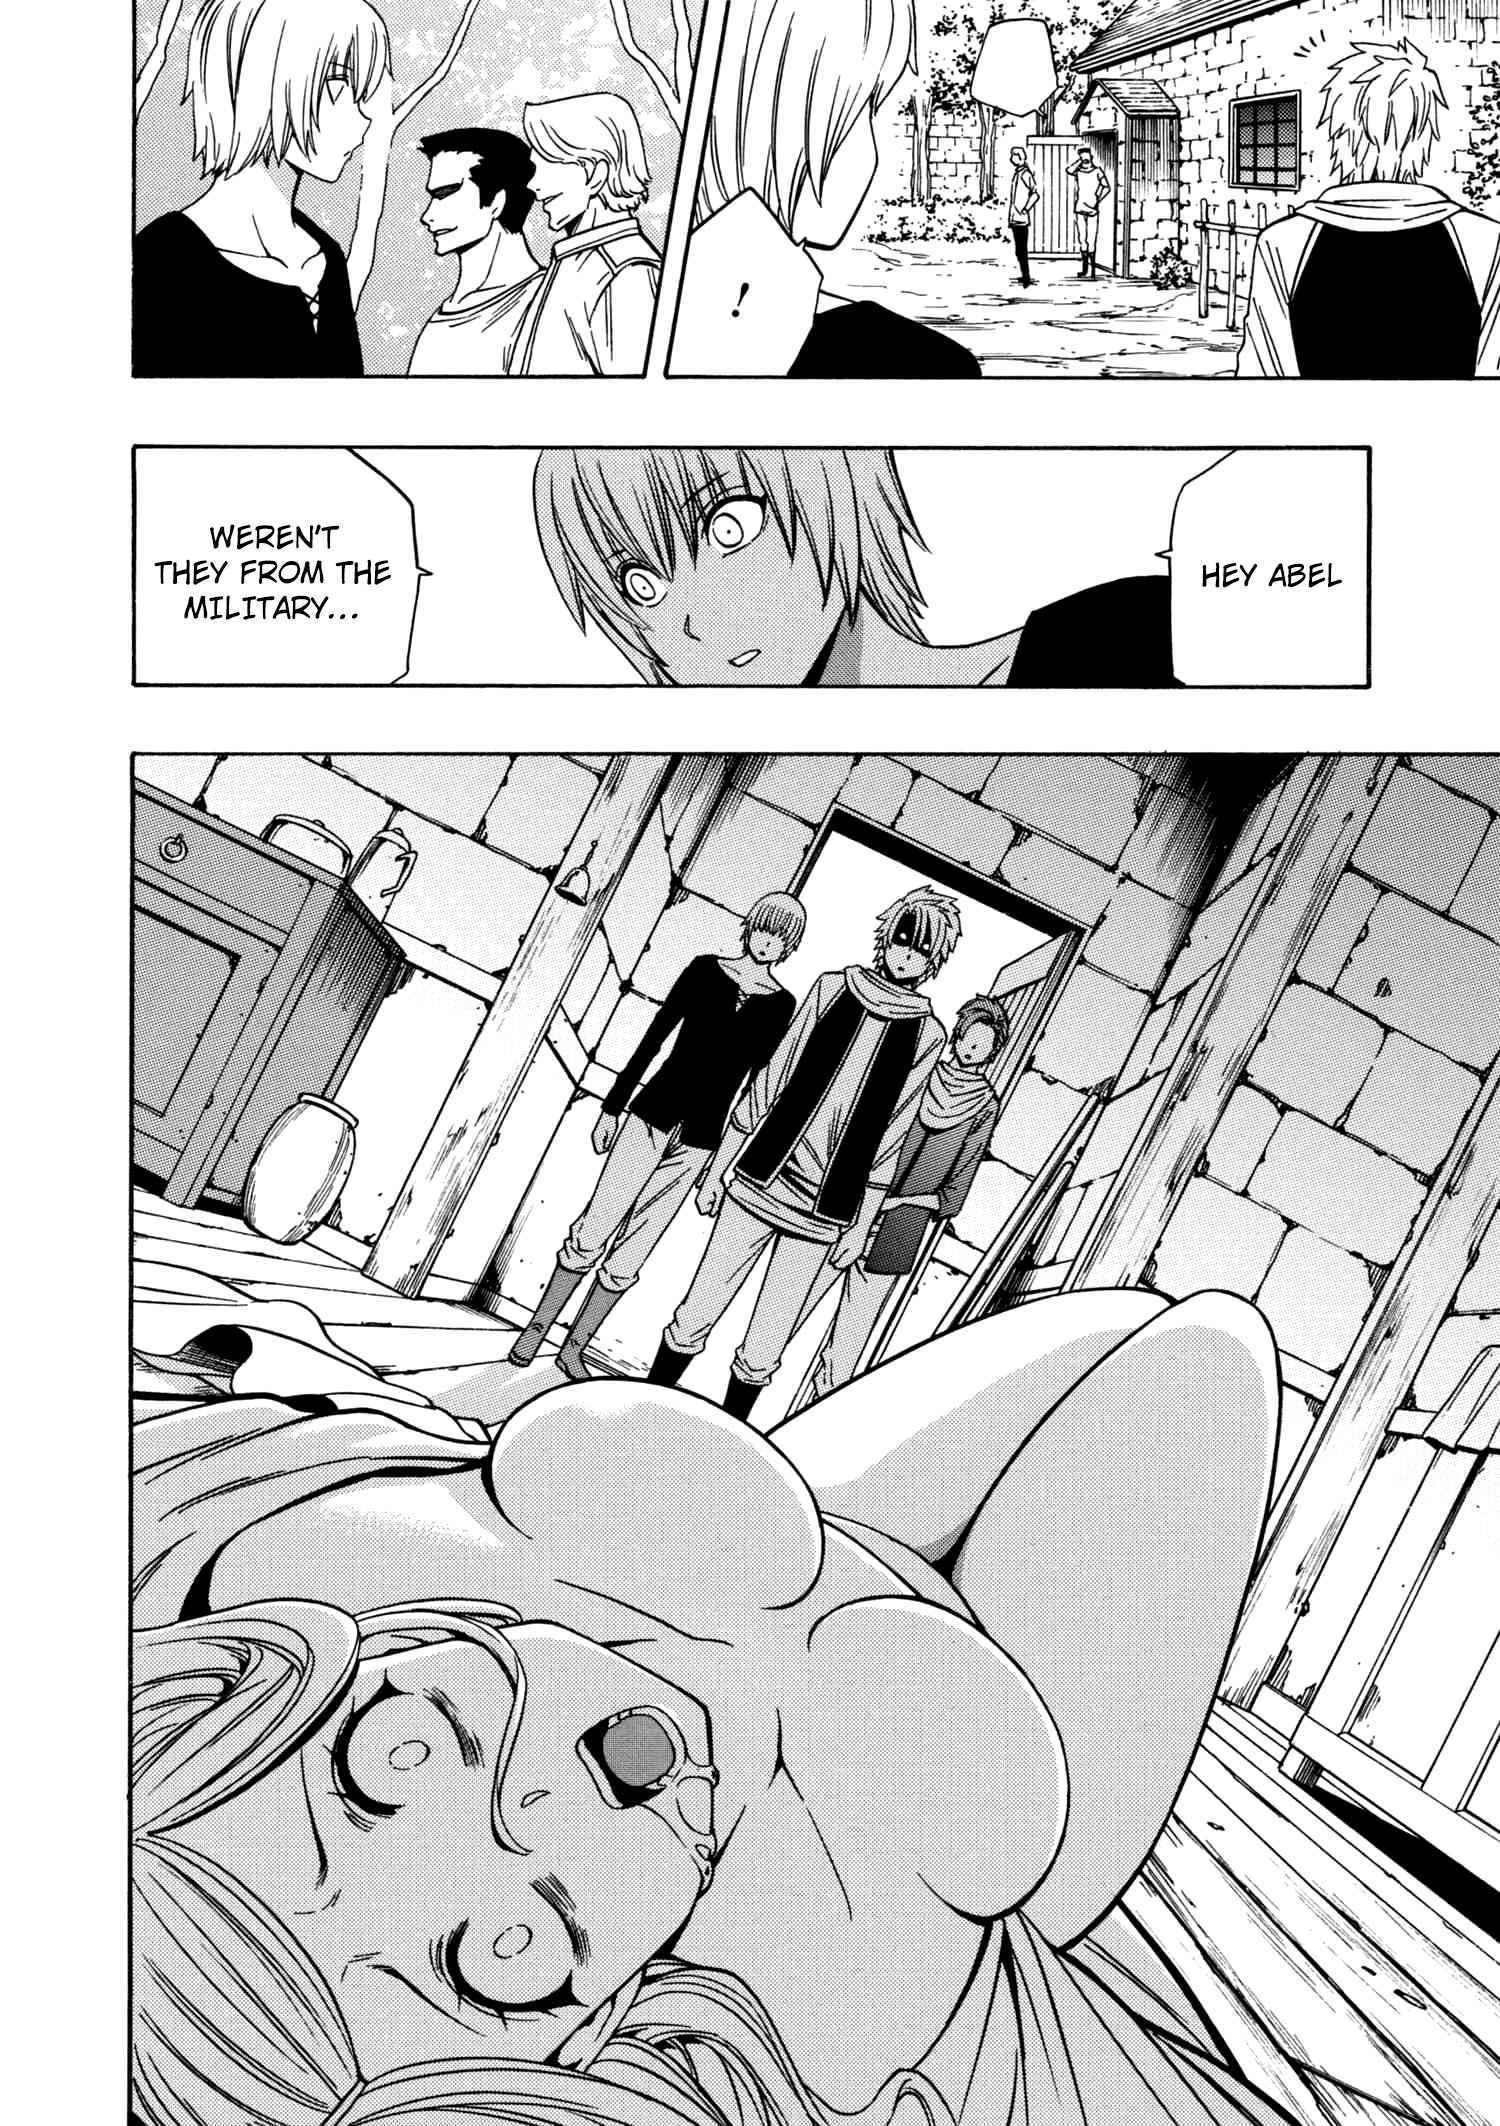 !
HEY ABEL
WEREN'T
THEY FROM THE
MILITARY...